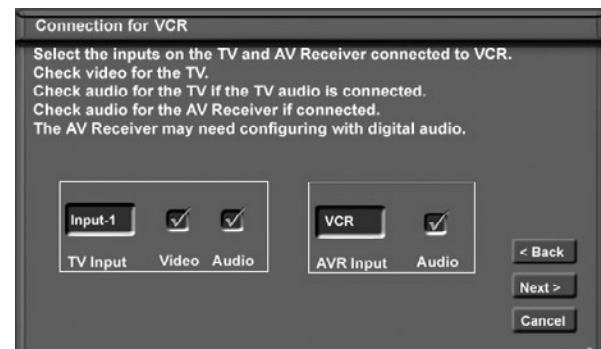 Connection for VCR
Select the inputs on the TV and AV Receiver connected to VCR.
Check video for the TV.
Check audio for the TV if the TV audio is connected.
Check audio for the AV Receiver if connected.
The AV Receiver may need configuring with digital audio.
Input-1
TV Input Video Audio
VCR
AVR Input Audio
< Back
Next >
Cancel